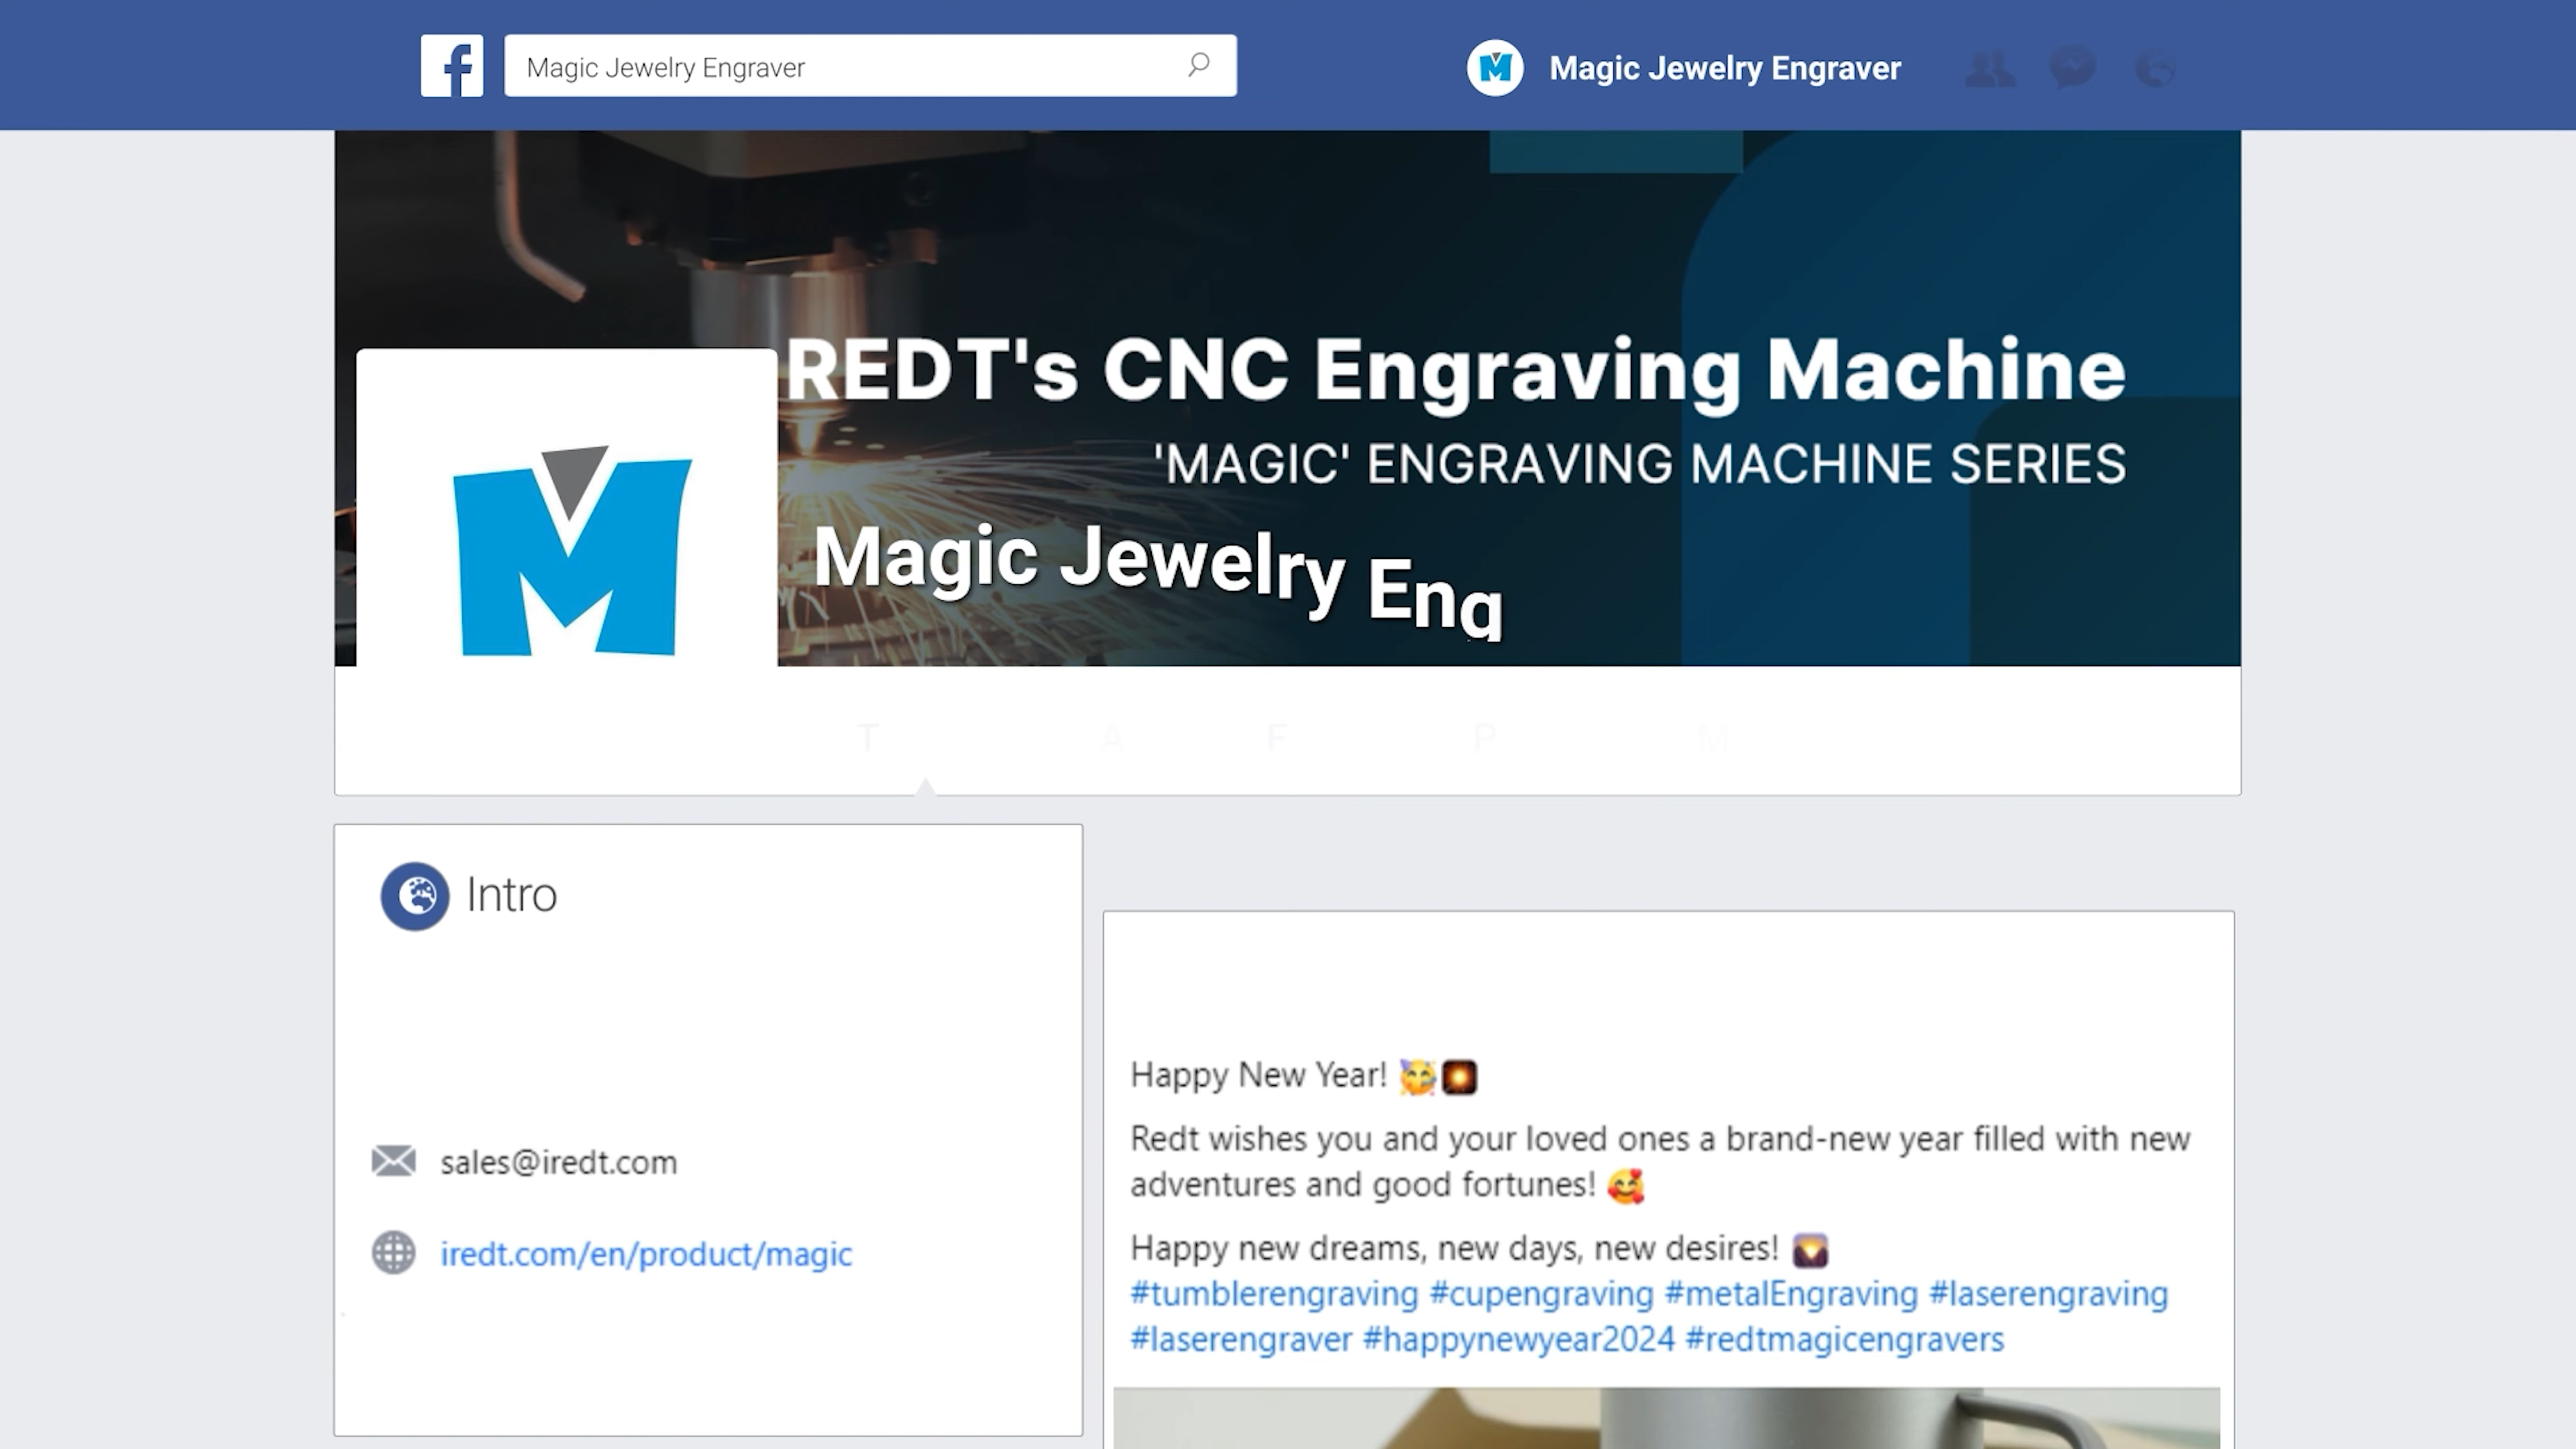 Magic Jewelry Engraver
Magic Jewelry Engraver
REDT's CNC Engraving Machine
'MAGIC' ENGRAVING MACHINE SERIES
Magic Jewelry Eng
T A F P M
Intro
sales@iredt.com
iredt.com/en/product/magic
Happy New Year!
Redt wishes you and your loved ones a brand-new year filled with new
adventures and good fortunes!
Happy new dreams, new days, new desires!
#tumblerengraving #cupengraving #metalEngraving #laserengraving
#laserengraver #happynewyear2024 #redtmagicengravers